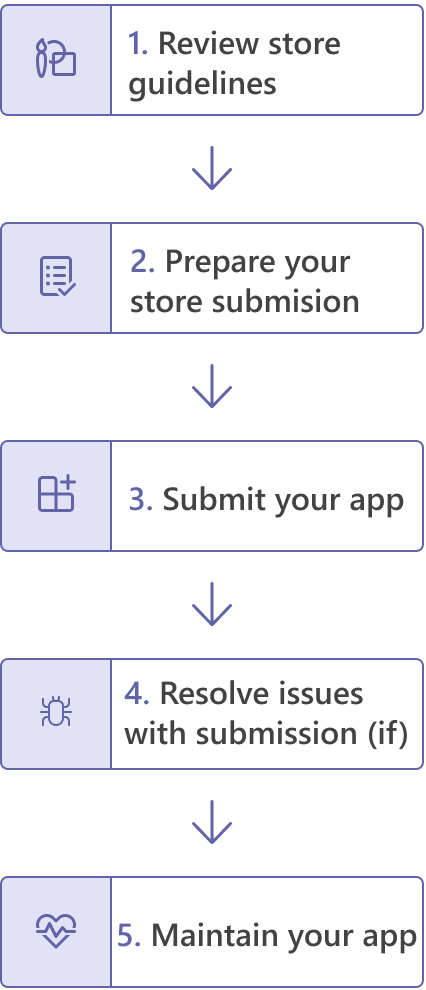 1. Review store
guidelines
2. Prepare your
store submision
3. Submit your app
4. Resolve issues
with submission (if)
5. Maintain your app